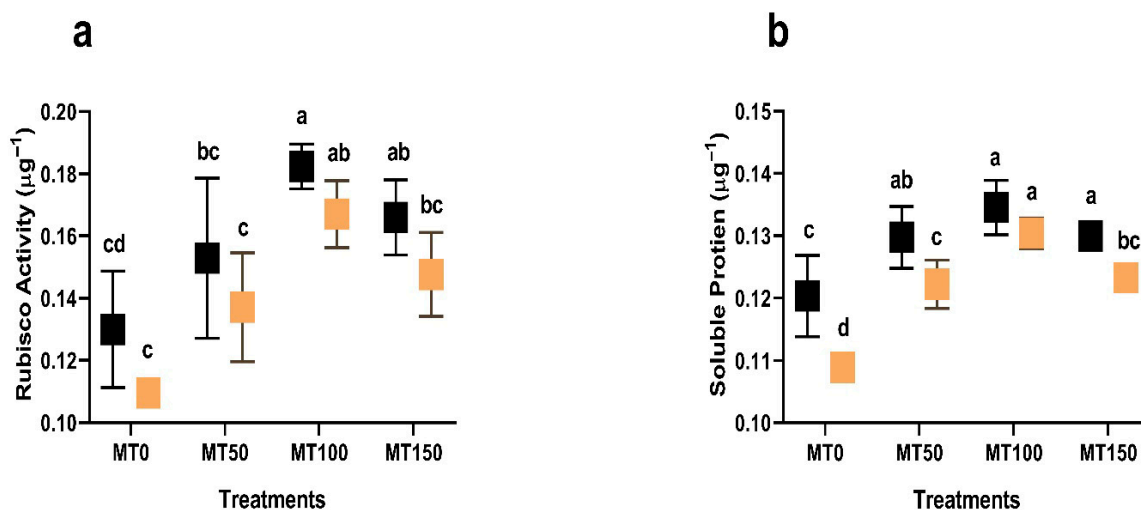 a
Rubisco Activity (µg⁻¹)
0.20
0.18
0.16
0.14
0.12
0.10
cd
c
bc
c
a
ab
ab
bc
MT0 MT50 MT100 MT150
Treatments
b
Soluble Protien (µg⁻¹)
0.15
0.14
0.13
0.12
0.11
0.10
c
d
ab
c
a
a
a
bc
MT0 MT50 MT100 MT150
Treatments